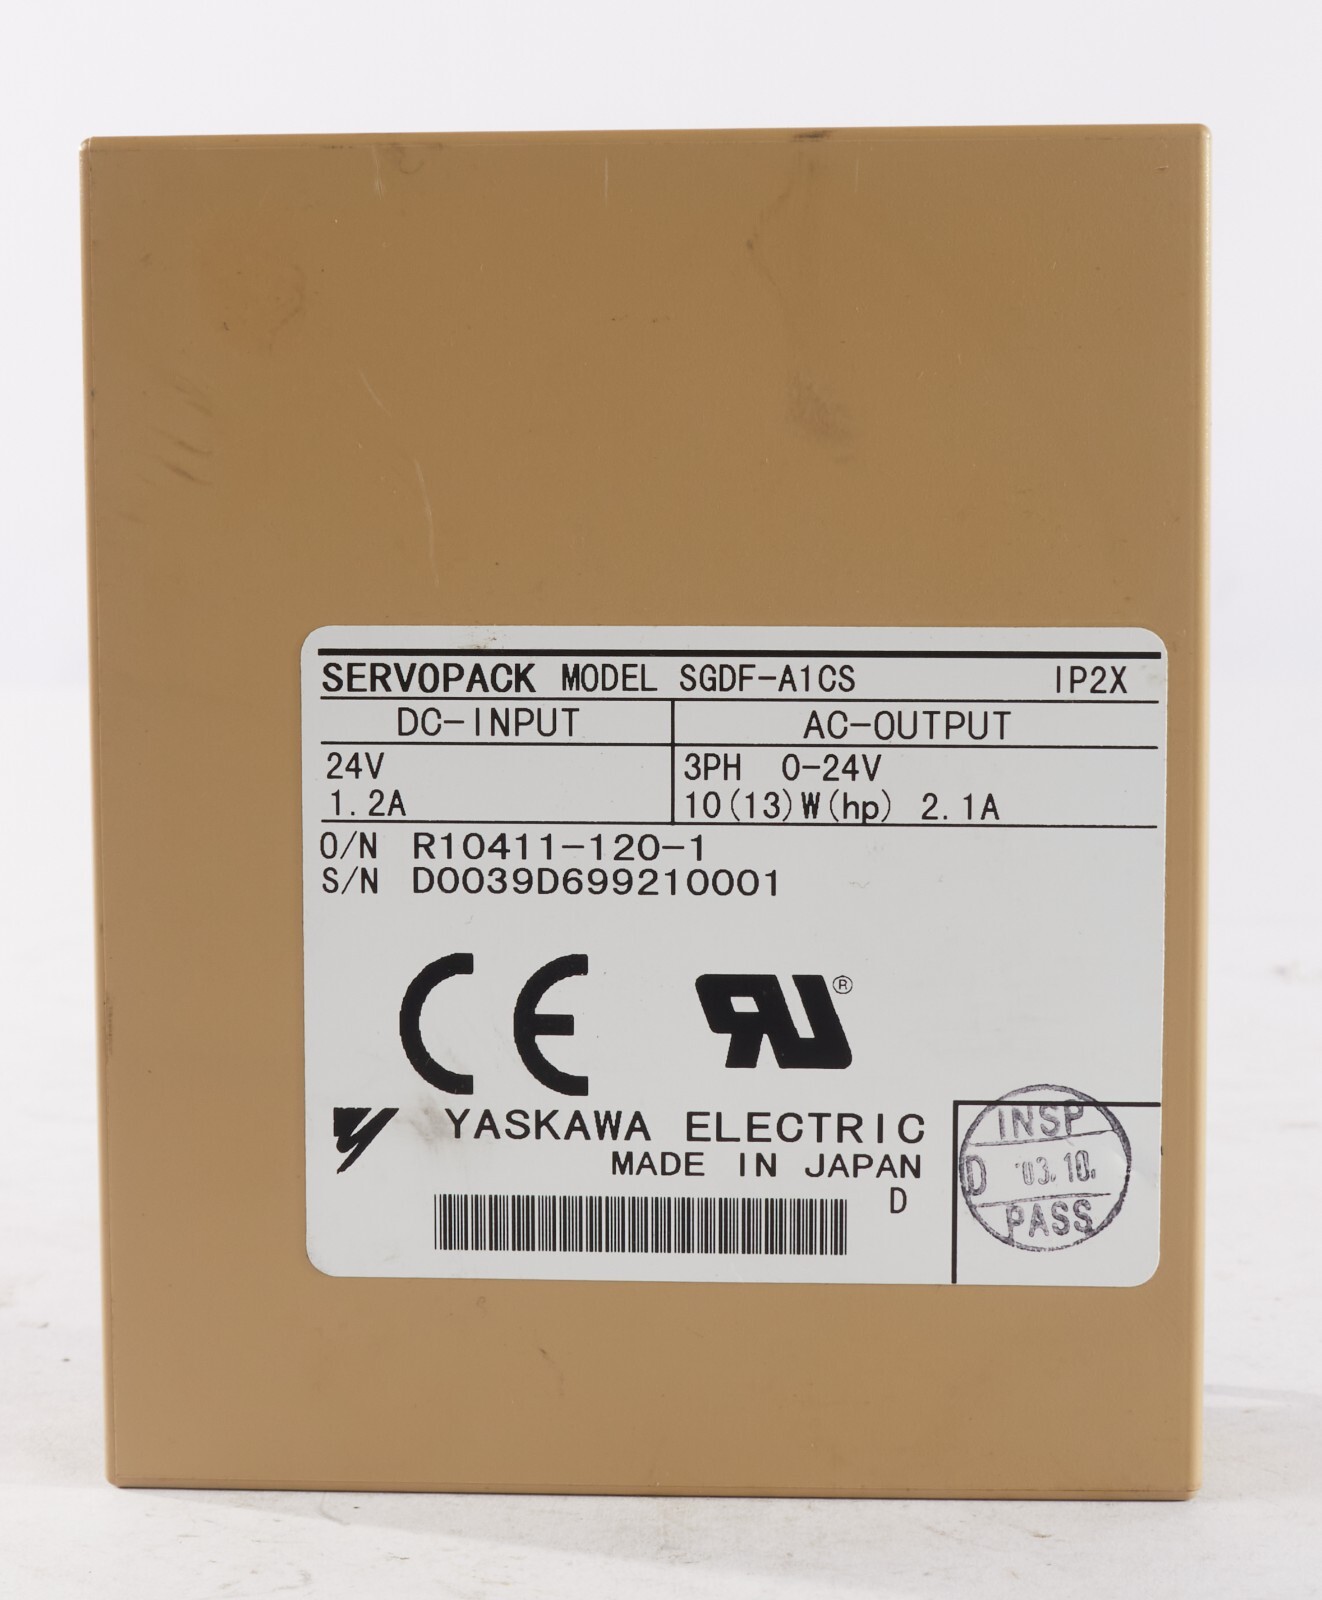 SERVOPACK MODEL SGDF-A1CS IP2X
DC-INPUT AC-OUTPUT
24V 3PH 0-24V
1.2A 10(13)W(hp) 2.1A
O/N R10411-120-1
S/N D0039D699210001
CE RU®
YASKAWA ELECTRIC
MADE IN JAPAN
D
INSP
D '03.10.
PASS